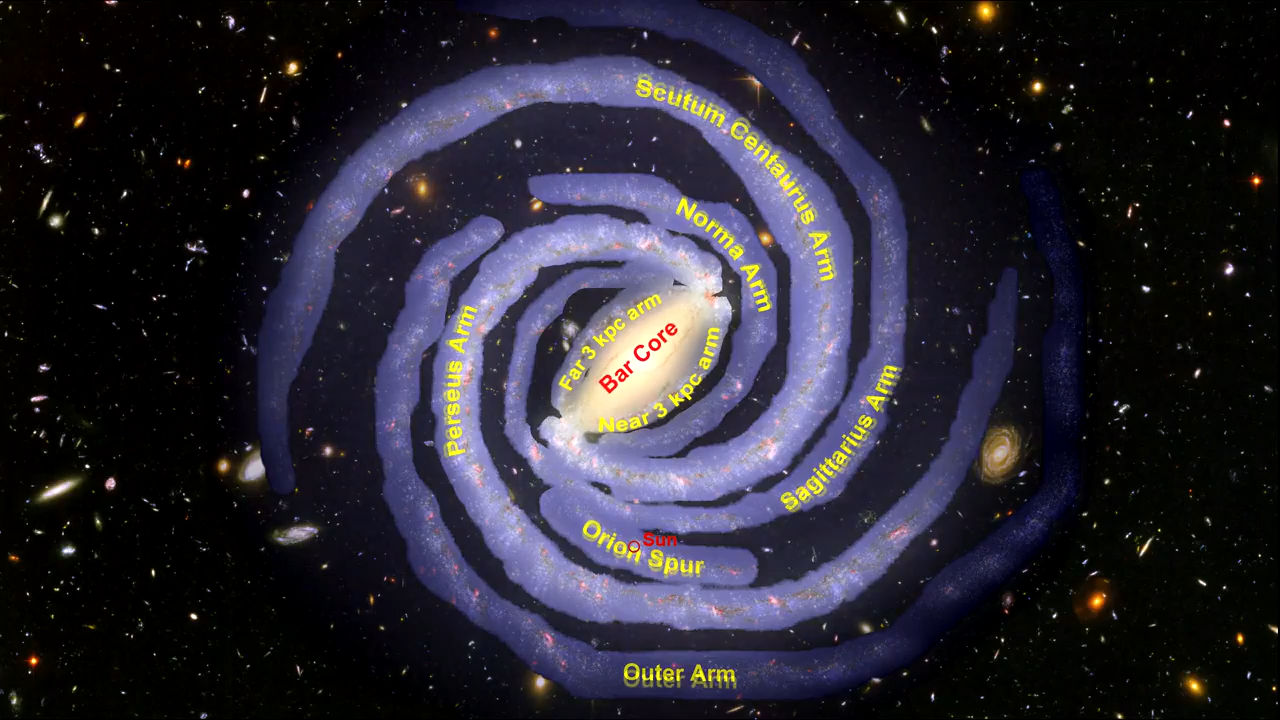 Scutum Centaurus Arm
Norma Arm
Far 3 kpc arm
Bar Core
Near 3 kpc arm
Perseus Arm
Sagittarius Arm
Sun
Orion Spur
Outer Arm